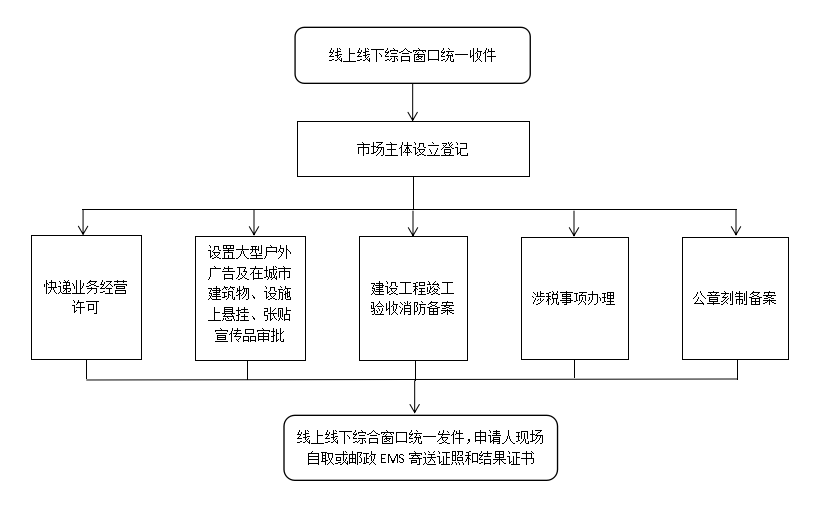 线上线下综合窗口统一收件
市场主体设立登记
快递业务经营
许可
设置大型户外
广告及在城市
建筑物、设施
上悬挂、张贴
宣传品审批
建设工程竣工
验收消防备案
涉税事项办理
公章刻制备案
线上线下综合窗口统一发件，申请人现场
自取或邮政 EMS 寄送证照和结果证书